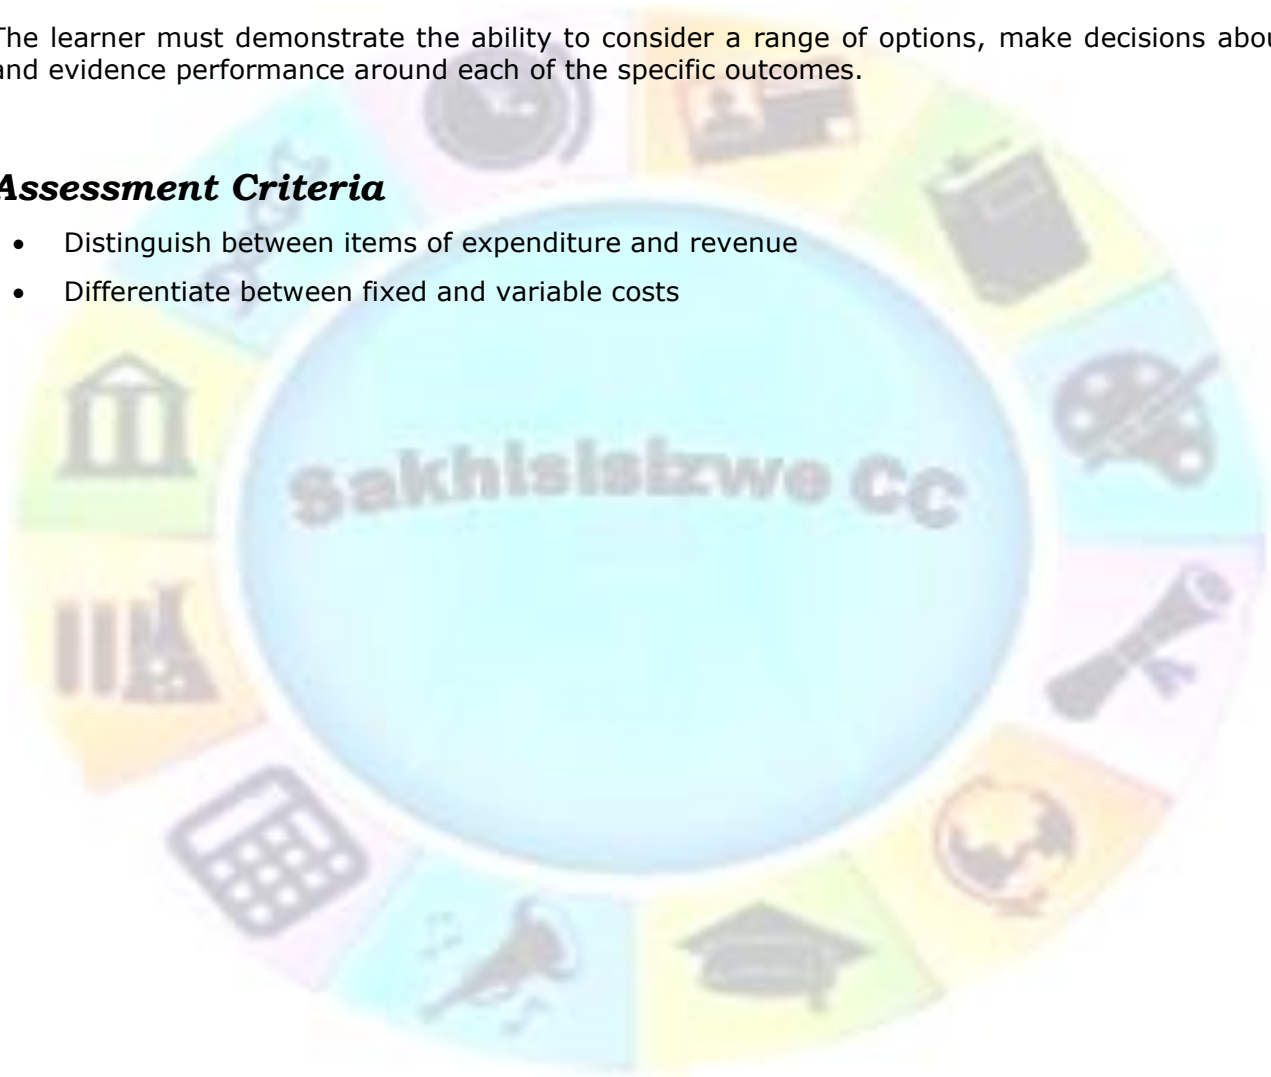 The learner must demonstrate the ability to consider a range of options, make decisions abou
and evidence performance around each of the specific outcomes.
Assessment Criteria
• Distinguish between items of expenditure and revenue
• Differentiate between fixed and variable costs
Sakhisisizwe CC